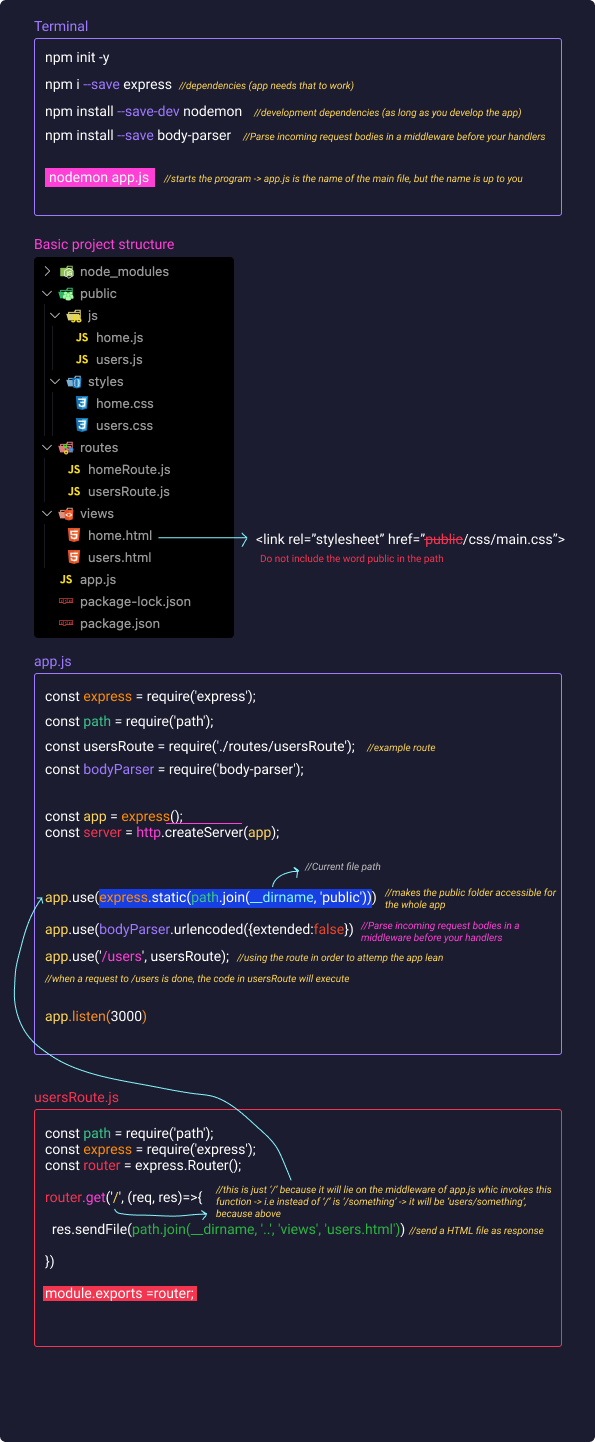 Terminal
npm init -y
npm i --save express //dependencies (app needs that to work)
npm install --save-dev nodemon //development dependencies (as long as you develop the app)
npm install --save body-parser //Parse incoming request bodies in a middleware before your handlers
nodemon app.js //starts the program -> app.js is the name of the main file, but the name is up to you
Basic project structure
node_modules
public
js
JS home.js
JS users.js
styles
home.css
users.css
routes
JS homeRoute.js
JS usersRoute.js
views
home.html
<link rel="stylesheet" href="public/css/main.css">
Do not include the word public in the path
users.html
JS app.js
package-lock.json
package.json
app.js
const express = require('express');
const path = require('path');
const usersRoute = require('./routes/usersRoute'); //example route
const bodyParser = require('body-parser');
const app = express();
const server = http.createServer(app);
//Current file path
app.use(express.static(path.join(__dirname, 'public'))) //makes the public folder accessible for
the whole app
app.use(bodyParser.urlencoded({extended:false}) //Parse incoming request bodies in a
middleware before your handlers
app.use('/users', usersRoute); //using the route in order to attemp the app lean
//when a request to /users is done, the code in usersRoute will execute
app.listen(3000)
usersRoute.js
const path = require('path');
const express = require('express');
const router = express.Router();
router.get('/', (req, res)=>{ //this is just '/' because it will lie on the middleware of app.js whic invokes this
function -> i.e instead of '/' is '/something' -> it will be 'users/something',
because above
res.sendFile(path.join(__dirname, '..', 'views', 'users.html')) //send a HTML file as response
})
module.exports =router;